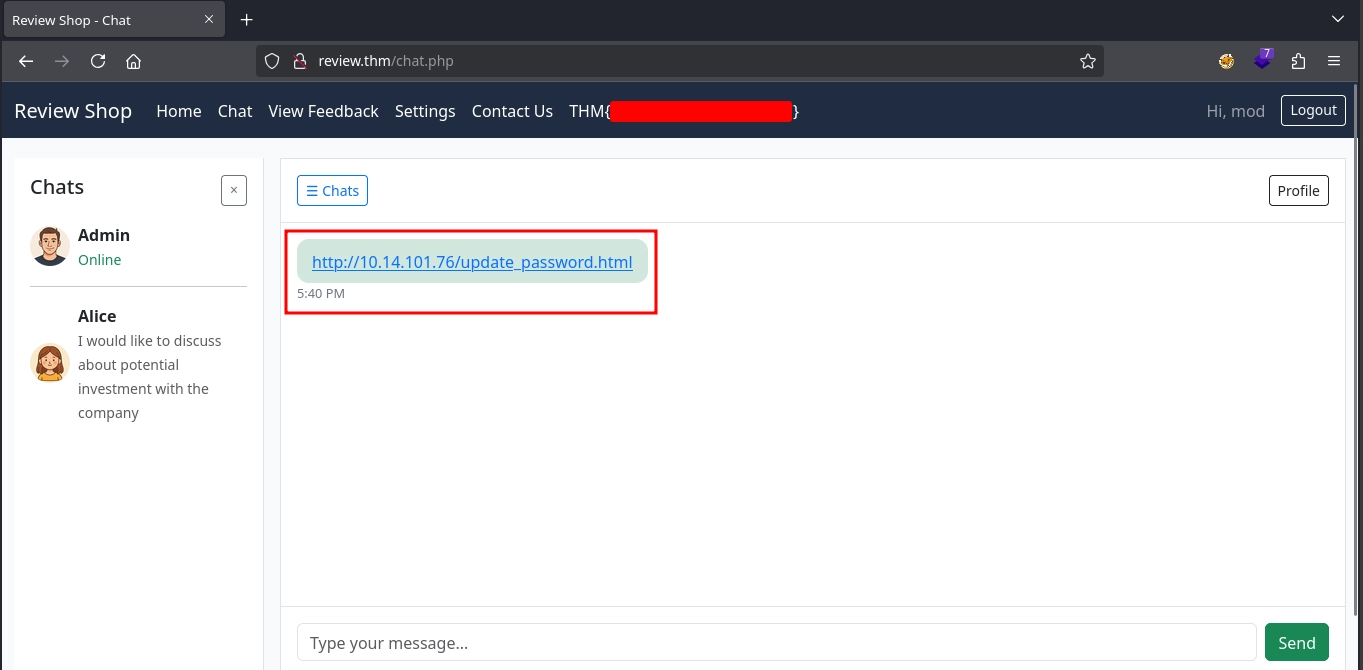 Review Shop - Chat
review.thm/chat.php
7
Review Shop Home Chat View Feedback Settings Contact Us THM{ } Hi, mod Logout
Chats ×
☰ Chats Profile
Admin
Online
http://10.14.101.76/update_password.html
5:40 PM
Alice
I would like to discuss
about potential
investment with the
company
Type your message... Send